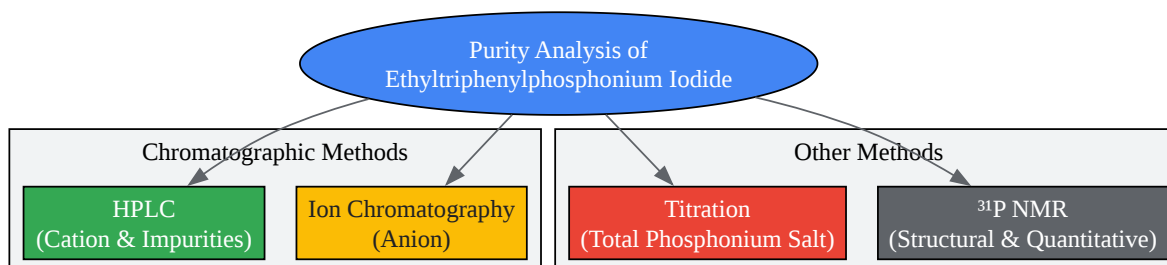 Purity Analysis of
Ethyltriphenylphosphonium Iodide
Chromatographic Methods
Other Methods
HPLC
(Cation & Impurities)
Ion Chromatography
(Anion)
Titration
(Total Phosphonium Salt)
³¹P NMR
(Structural & Quantitative)